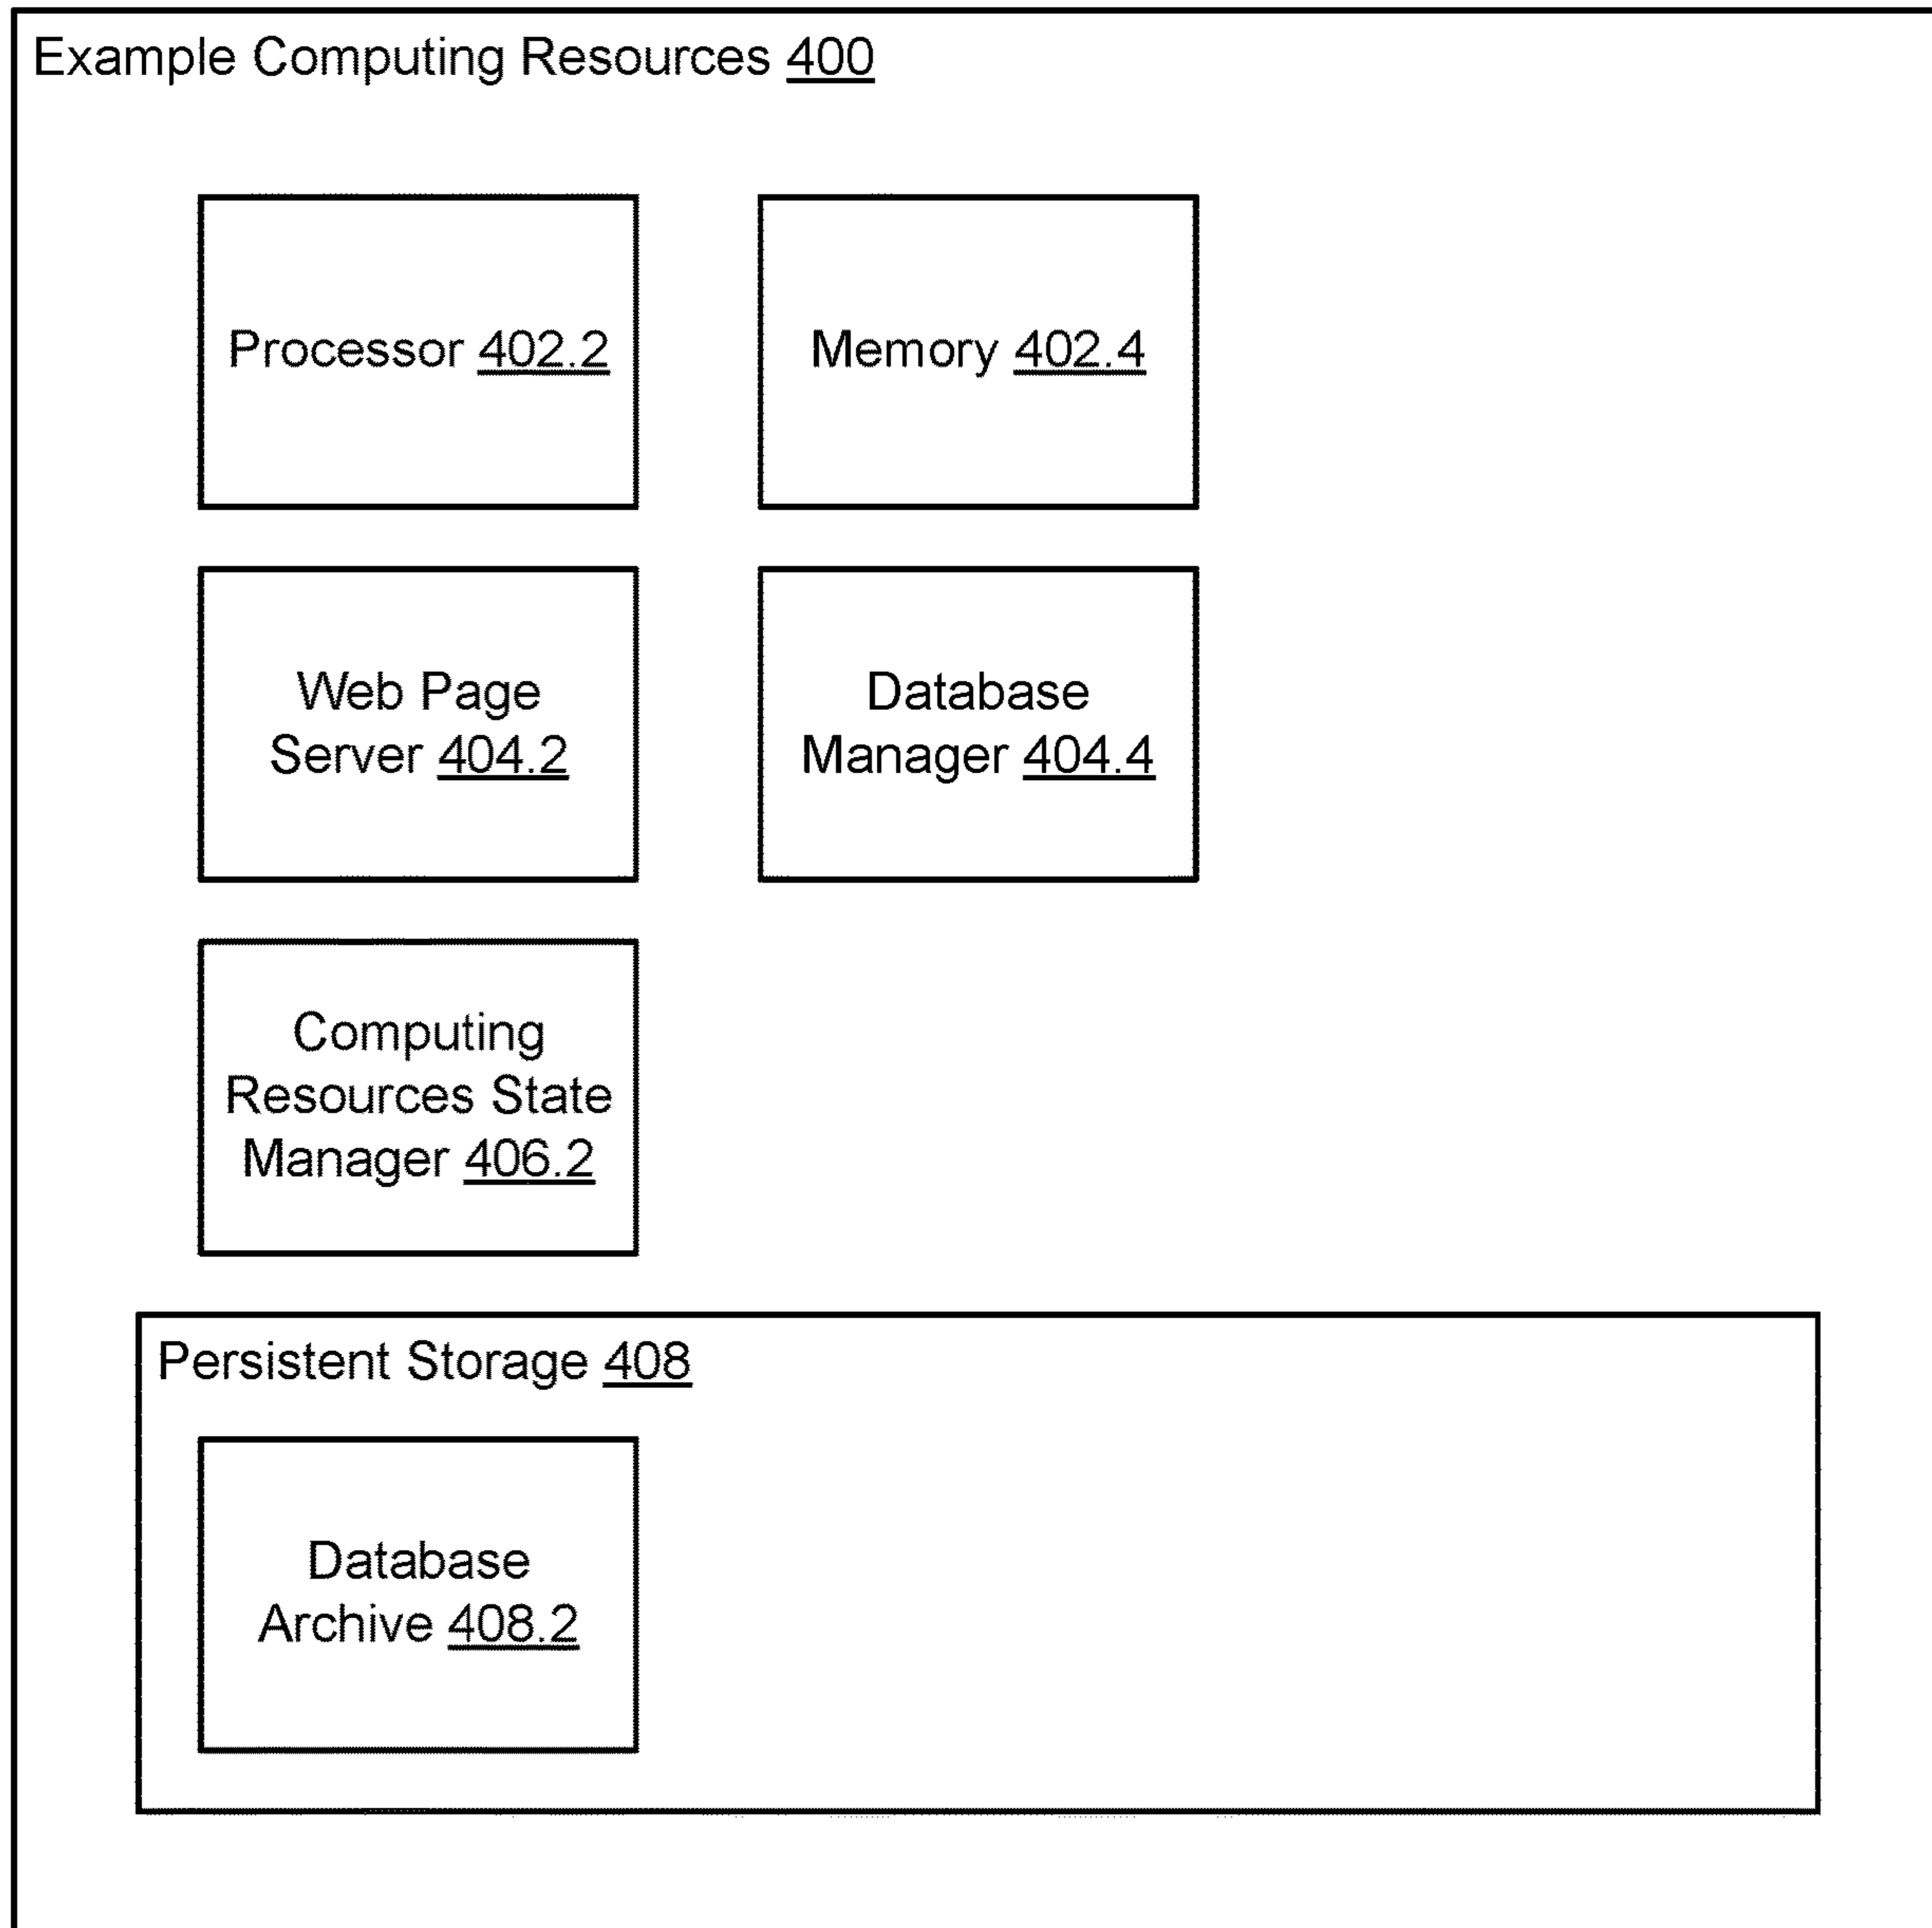 Example Computing Resources 400
Processor 402.2
Memory 402.4
Web Page
Server 404.2
Database
Manager 404.4
Computing
Resources State
Manager 406.2
Persistent Storage 408
Database
Archive 408.2